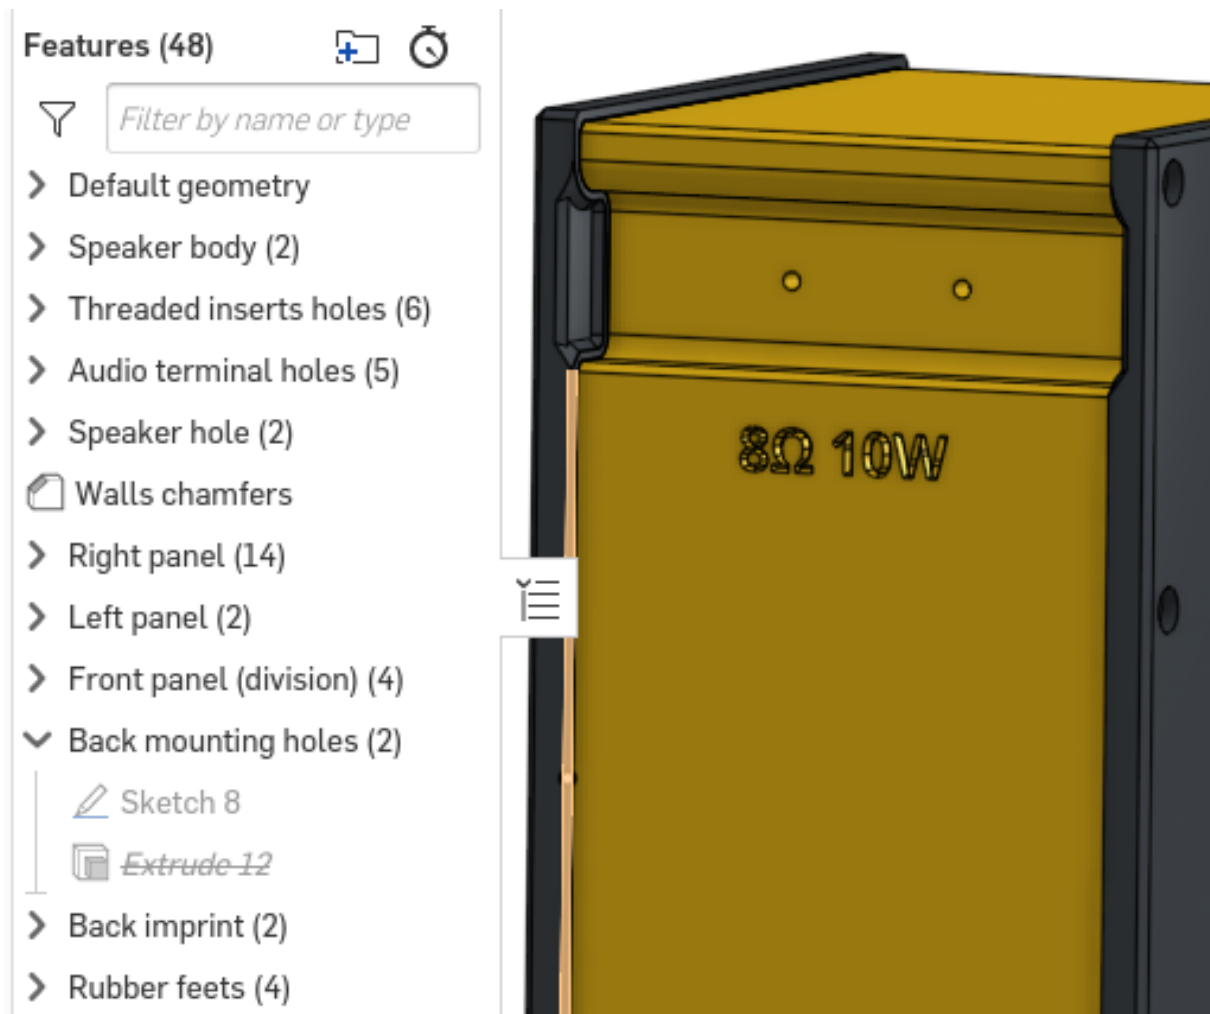 Features (48)
Filter by name or type
Default geometry
Speaker body (2)
Threaded inserts holes (6)
Audio terminal holes (5)
Speaker hole (2)
Walls chamfers
Right panel (14)
Left panel (2)
Front panel (division) (4)
Back mounting holes (2)
Sketch 8
Extrude 12
Back imprint (2)
Rubber feets (4)
8Ω 10W